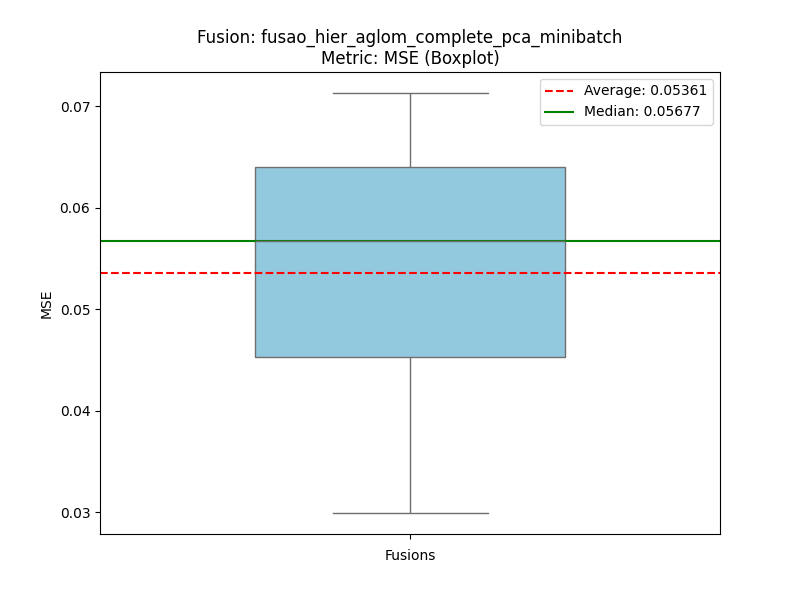 Fusion: fusao_hier_aglom_complete_pca_minibatch
Metric: MSE (Boxplot)
Average: 0.05361
Median: 0.05677
0.07
0.06
0.05
0.04
0.03
MSE
Fusions